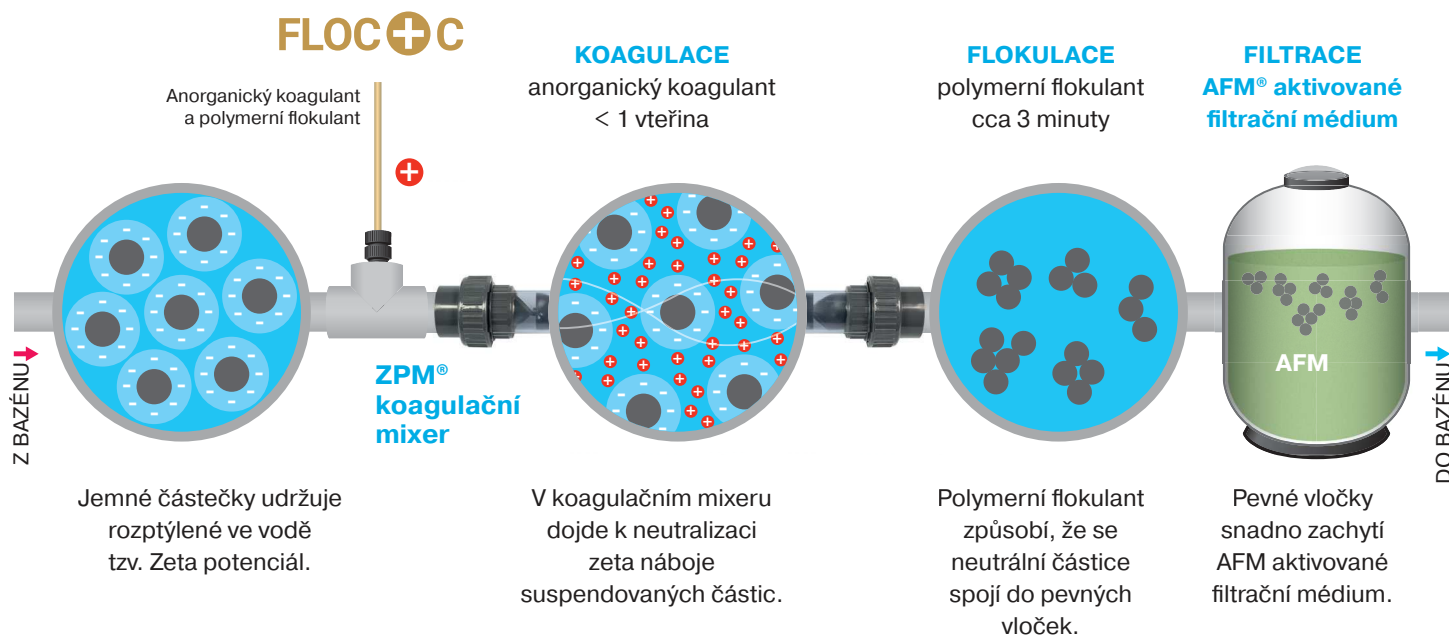 FLOC+C
Anorganický koagulant
a polymerní flokulant
KOAGULACE
anorganický koagulant
< 1 vteřina
FLOKULACE
polymerní flokulant
cca 3 minuty
FILTRACE
AFM® aktivované
filtrační médium
Z BAZÉNU
ZPM®
koagulační
mixer
AFM
DO BAZÉNU
Jemné částečky udržuje
rozptýlené ve vodě
tzv. Zeta potenciál.
V koagulačním mixeru
dojde k neutralizaci
zeta náboje
suspendovaných částic.
Polymerní flokulant
způsobí, že se
neutrální částice
spojí do pevných
vloček.
Pevné vločky
snadno zachytí
AFM aktivované
filtrační médium.